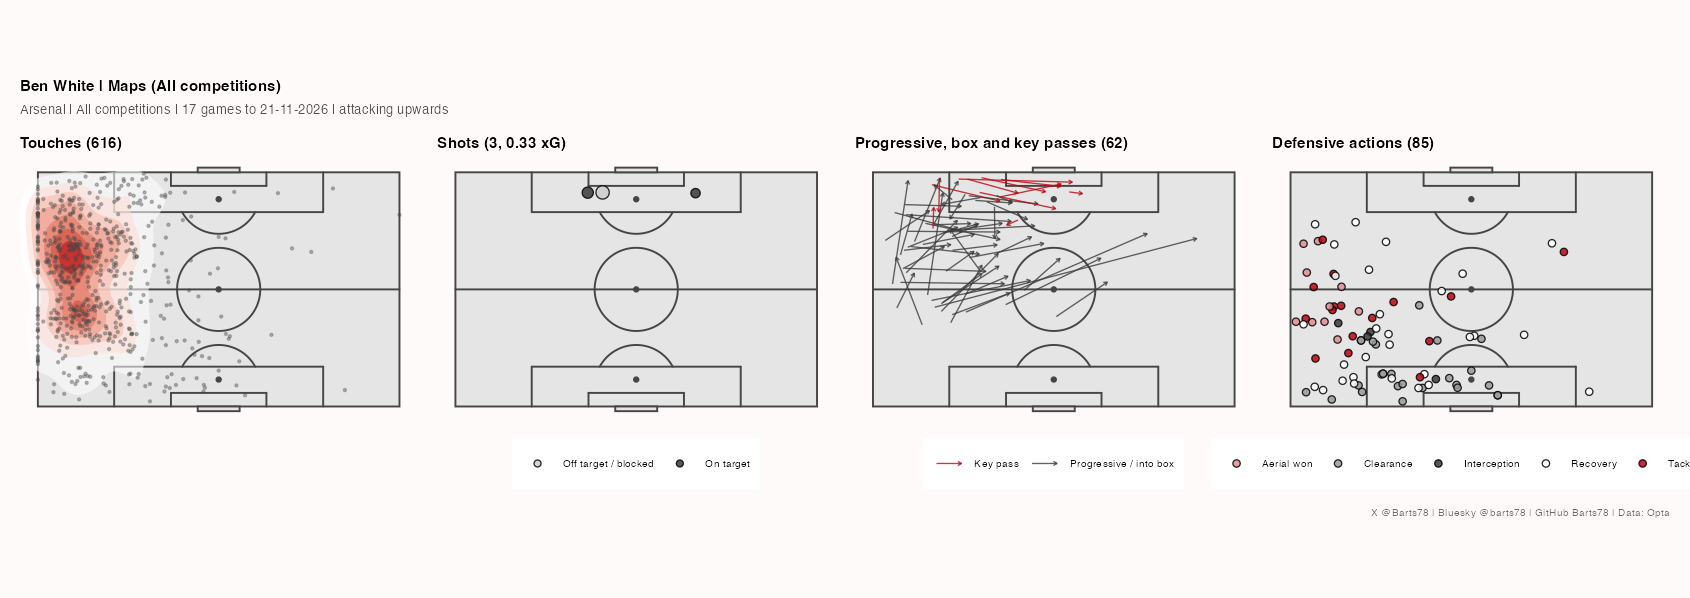 Ben White | Maps (All competitions)
Arsenal | All competitions | 17 games to 21-11-2026 | attacking upwards
Touches (616)
Shots (3, 0.33 xG)
Progressive, box and key passes (62)
Defensive actions (85)
Off target / blocked
On target
Key pass
Progressive / into box
Aerial won
Clearance
Interception
Recovery
Tack
X @Barts78 | Bluesky @barts78 | GitHub Barts78 | Data: Opta